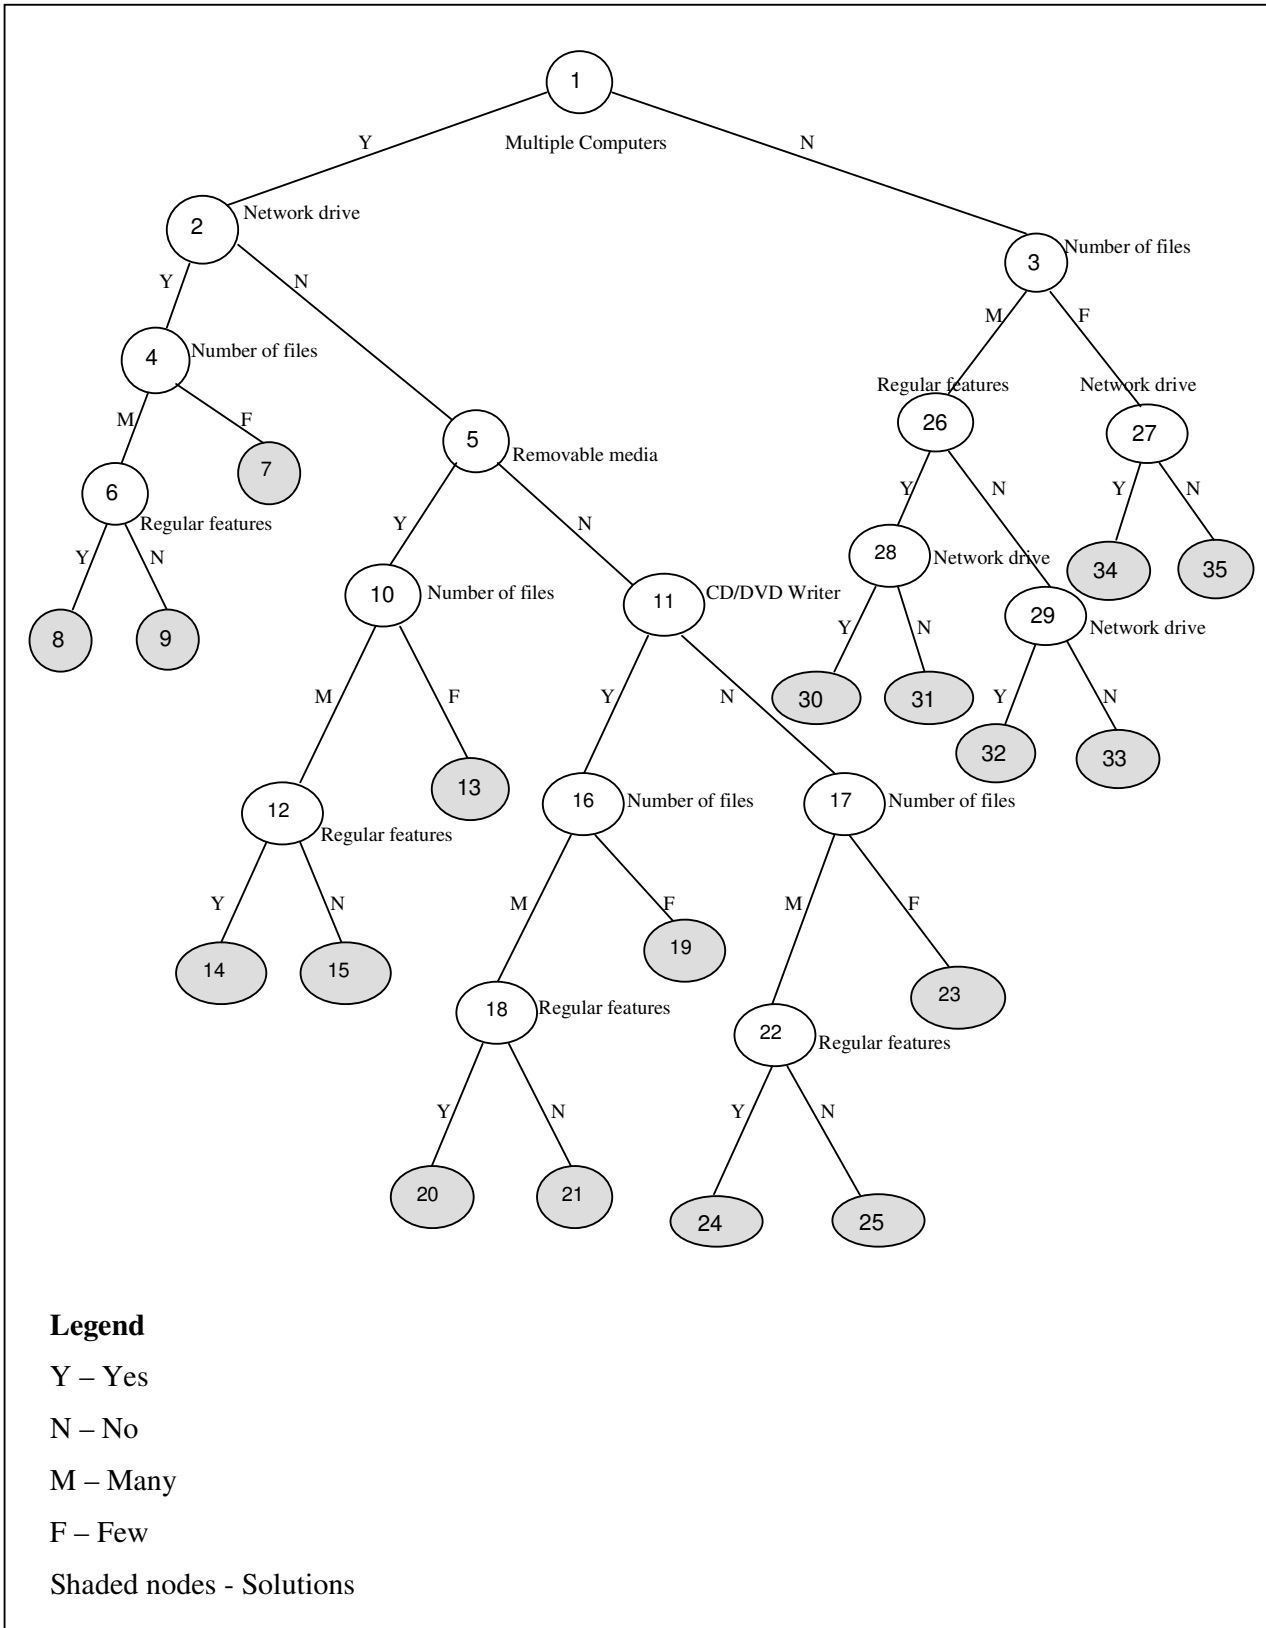 1
Y
Multiple Computers
N
2
Network drive
3
Number of files
Y
N
M
F
4
Number of files
Regular features
Network drive
M
F
5
Removable media
26
27
6
7
Regular features
Y
N
Y
N
Y
N
Y
N
28
Network drive
34
35
10
Number of files
11
CD/DVD Writer
29
Network drive
8
9
Y
N
M
F
Y
N
30
31
Y
N
32
33
12
Regular features
13
16
Number of files
17
Number of files
Y
N
M
F
M
F
14
15
19
23
18
Regular features
22
Regular features
Y
N
Y
N
20
21
24
25
Legend
Y – Yes
N – No
M – Many
F – Few
Shaded nodes - Solutions